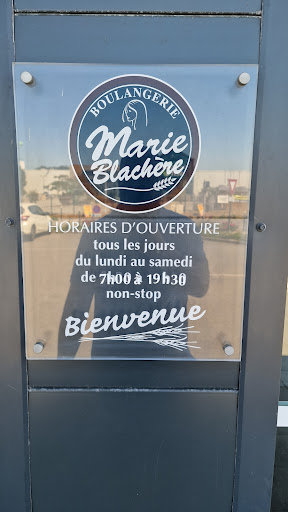 BOULANGERIE
Marie
Blachère
HORAIRES D'OUVERTURE
tous les jours
du lundi au samedi
de 7h00 à 19h30
non-stop
Bienvenue